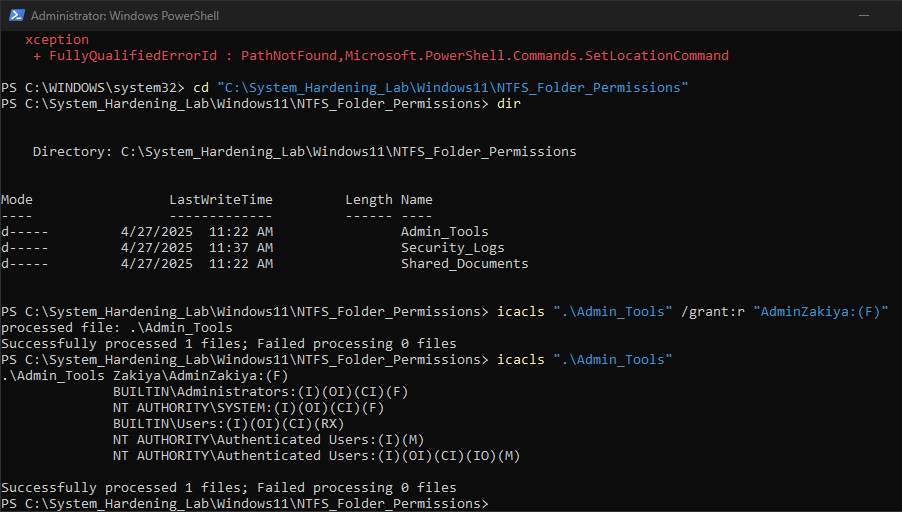 Administrator: Windows PowerShell
xception
+ FullyQualifiedErrorId : PathNotFound,Microsoft.PowerShell.Commands.SetLocationCommand
PS C:\WINDOWS\system32> cd "C:\System_Hardening_Lab\Windows11\NTFS_Folder_Permissions"
PS C:\System_Hardening_Lab\Windows11\NTFS_Folder_Permissions> dir
Directory: C:\System_Hardening_Lab\Windows11\NTFS_Folder_Permissions
Mode LastWriteTime Length Name
---- ------------- ------ ----
d----- 4/27/2025 11:22 AM Admin_Tools
d----- 4/27/2025 11:37 AM Security_Logs
d----- 4/27/2025 11:22 AM Shared_Documents
PS C:\System_Hardening_Lab\Windows11\NTFS_Folder_Permissions> icacls ".\Admin_Tools" /grant:r "AdminZakiya:(F)"
processed file: .\Admin_Tools
Successfully processed 1 files; Failed processing 0 files
PS C:\System_Hardening_Lab\Windows11\NTFS_Folder_Permissions> icacls ".\Admin_Tools"
.\Admin_Tools Zakiya\AdminZakiya:(F)
BUILTIN\Administrators:(I)(OI)(CI)(F)
NT AUTHORITY\SYSTEM:(I)(OI)(CI)(F)
BUILTIN\Users:(I)(OI)(CI)(RX)
NT AUTHORITY\Authenticated Users:(I)(M)
NT AUTHORITY\Authenticated Users:(I)(OI)(CI)(IO)(M)
Successfully processed 1 files; Failed processing 0 files
PS C:\System_Hardening_Lab\Windows11\NTFS_Folder_Permissions>